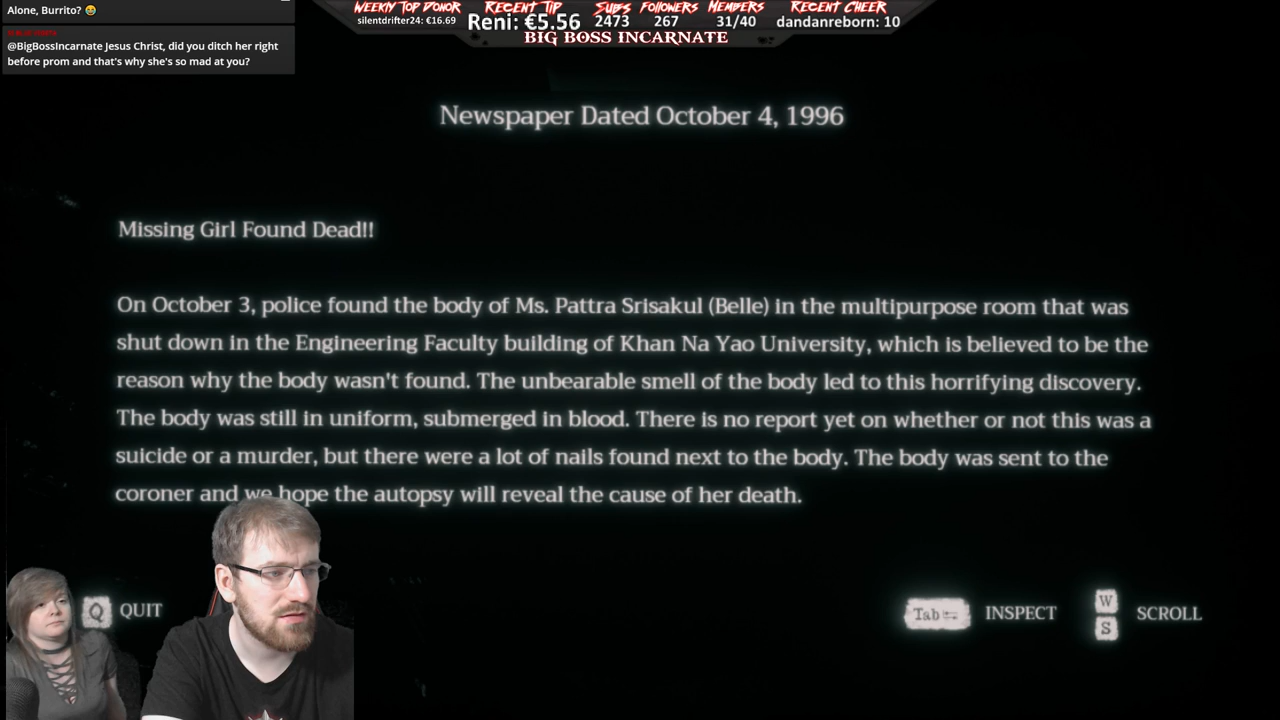 Alone, Burrito? 😂
@BigBossIncarnate Jesus Christ, did you ditch her right
before prom and that's why she's so mad at you?
WEEKLY TOP DONOR RECENT TIP SUBS FOLLOWERS MEMBERS RECENT CHEER
silentdrifter24: €16.69 Reni: €5.56 2473 267 31/40 dandanreborn: 10
BIG BOSS INCARNATE
Newspaper Dated October 4, 1996
Missing Girl Found Dead!!
On October 3, police found the body of Ms. Pattra Srisakul (Belle) in the multipurpose room that was
shut down in the Engineering Faculty building of Khan Na Yao University, which is believed to be the
reason why the body wasn't found. The unbearable smell of the body led to this horrifying discovery.
The body was still in uniform, submerged in blood. There is no report yet on whether or not this was a
suicide or a murder, but there were a lot of nails found next to the body. The body was sent to the
coroner and we hope the autopsy will reveal the cause of her death.
Q QUIT
Tab INSPECT
W
S SCROLL